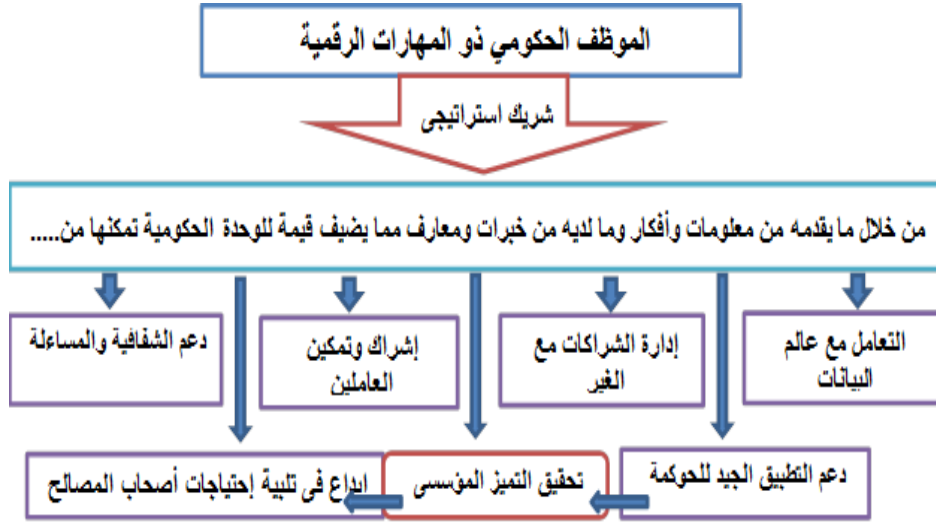 الموظف الحكومي ذو المهارات الرقمية
شريك استراتيجى
من خلال ما يقدمه من معلومات وأفكار وما لديه من خبرات ومعارف مما يضيف قيمة للوحدة الحكومية تمكنها من.....
التعامل مع عالم
البيانات
إدارة الشراكات مع
الغير
إشراك وتمكين
العاملين
دعم الشفافية والمساءلة
دعم التطبيق الجيد للحوكمة
تحقيق التميز المؤسسى
ابداع فى تلبية إحتياجات أصحاب المصالح